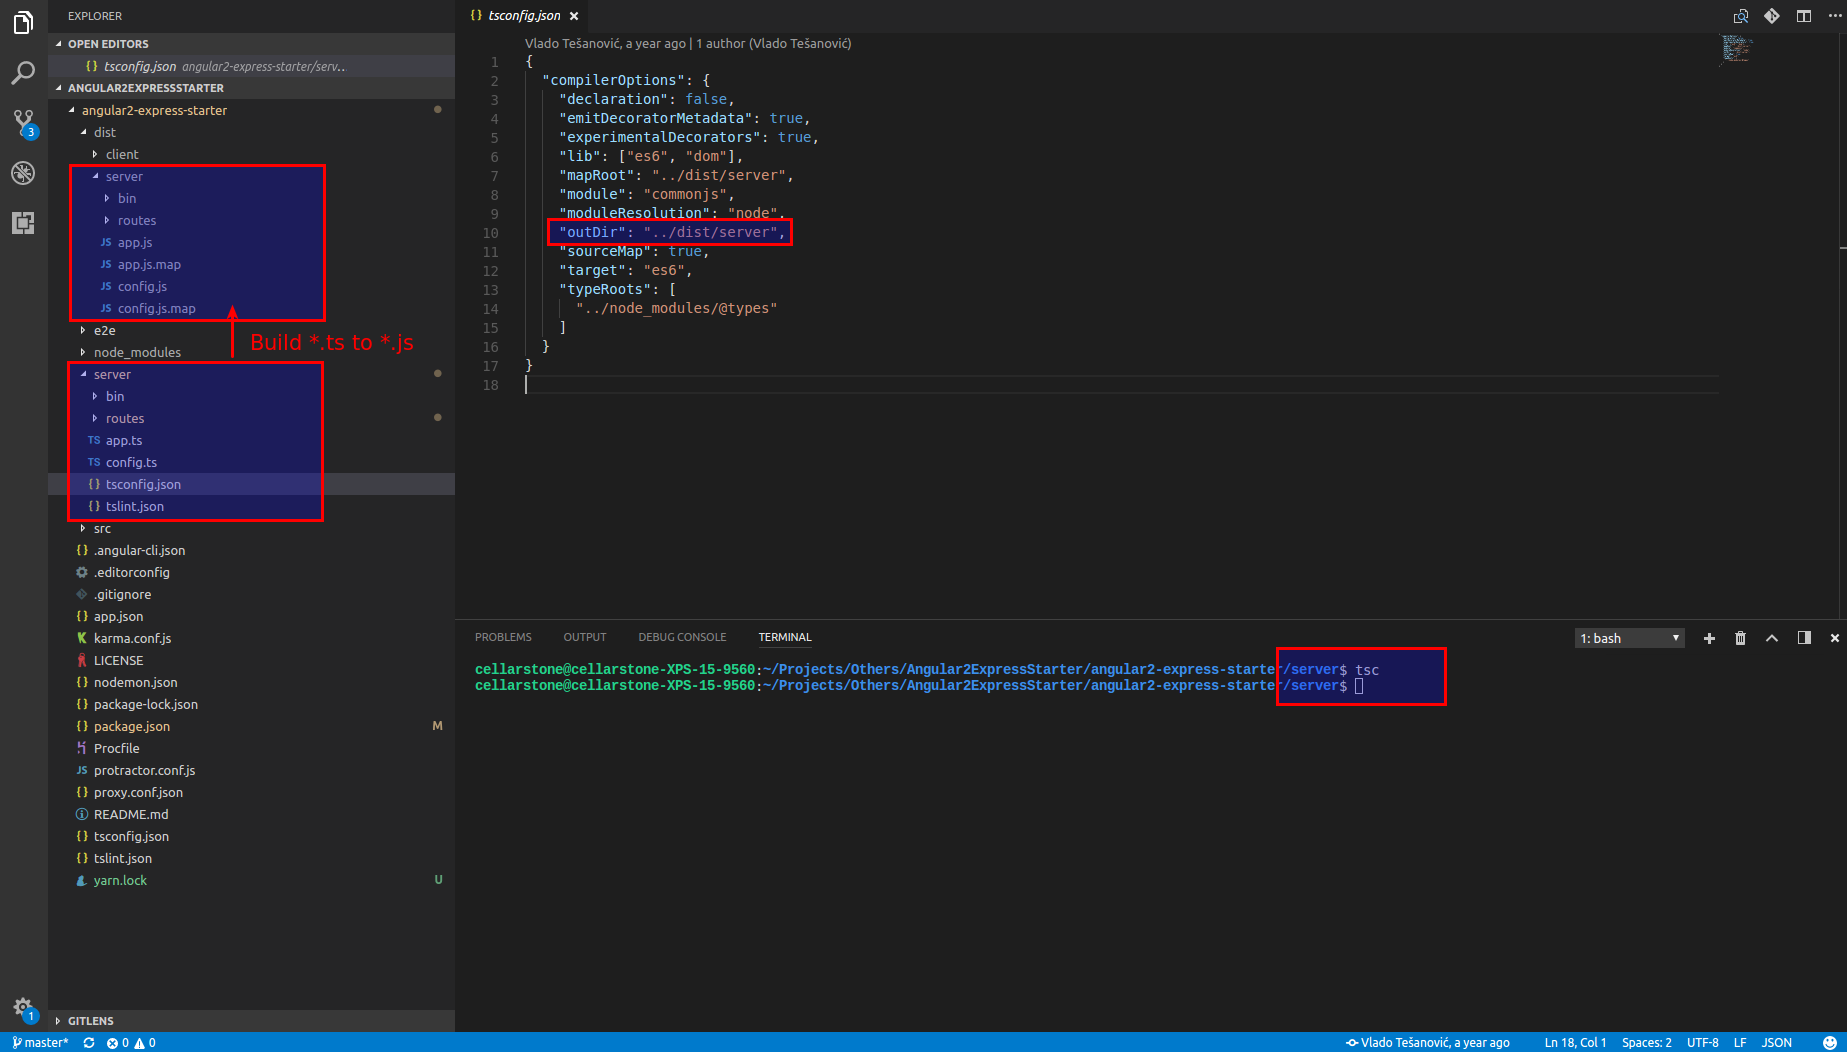 EXPLORER
OPEN EDITORS
{} tsconfig.json angular2-express-starter/serv...
ANGULAR2EXPRESSSTARTER
angular2-express-starter
dist
client
server
bin
routes
JS app.js
JS app.js.map
JS config.js
JS config.js.map
e2e
Build *.ts to *.js
node_modules
server
bin
routes
TS app.ts
TS config.ts
{} tsconfig.json
{} tslint.json
src
{} .angular-cli.json
.editorconfig
.gitignore
{} app.json
K karma.conf.js
LICENSE
{} nodemon.json
{} package-lock.json
{} package.json M
Procfile
JS protractor.conf.js
{} proxy.conf.json
README.md
{} tsconfig.json
{} tslint.json
yarn.lock U
GITLENS
3
1
{} tsconfig.json ×
Vlado Tešanović, a year ago | 1 author (Vlado Tešanović)
1 {
2 "compilerOptions": {
3 "declaration": false,
4 "emitDecoratorMetadata": true,
5 "experimentalDecorators": true,
6 "lib": ["es6", "dom"],
7 "mapRoot": "../dist/server",
8 "module": "commonjs",
9 "moduleResolution": "node",
10 "outDir": "../dist/server",
11 "sourceMap": true,
12 "target": "es6",
13 "typeRoots": [
14 "../node_modules/@types"
15 ]
16 }
17 }
18
PROBLEMS OUTPUT DEBUG CONSOLE TERMINAL 1: bash
cellarstone@cellarstone-XPS-15-9560:~/Projects/Others/Angular2ExpressStarter/angular2-express-starter/server$ tsc
cellarstone@cellarstone-XPS-15-9560:~/Projects/Others/Angular2ExpressStarter/angular2-express-starter/server$
master* 0 0 Vlado Tešanović, a year ago Ln 18, Col 1 Spaces: 2 UTF-8 LF JSON